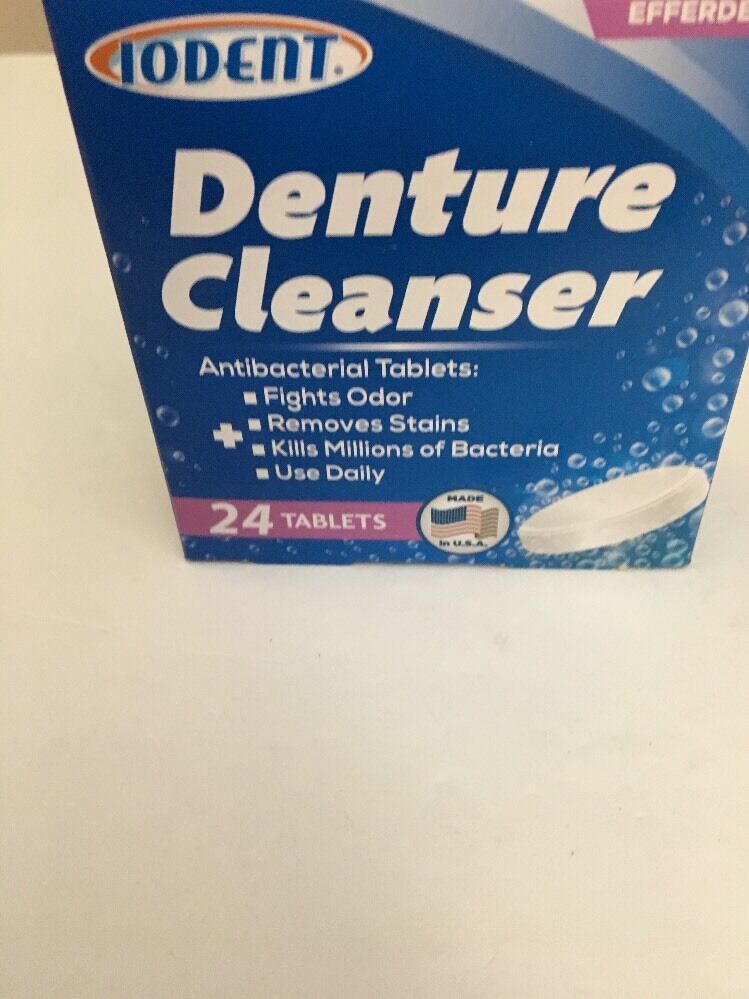 EFFERDE
IODENT.
Denture
Cleanser
Antibacterial Tablets:
▪ Fights Odor
▪ Removes Stains
+
▪ Kills Millions of Bacteria
▪ Use Daily
24 TABLETS
MADE
In U.S.A.